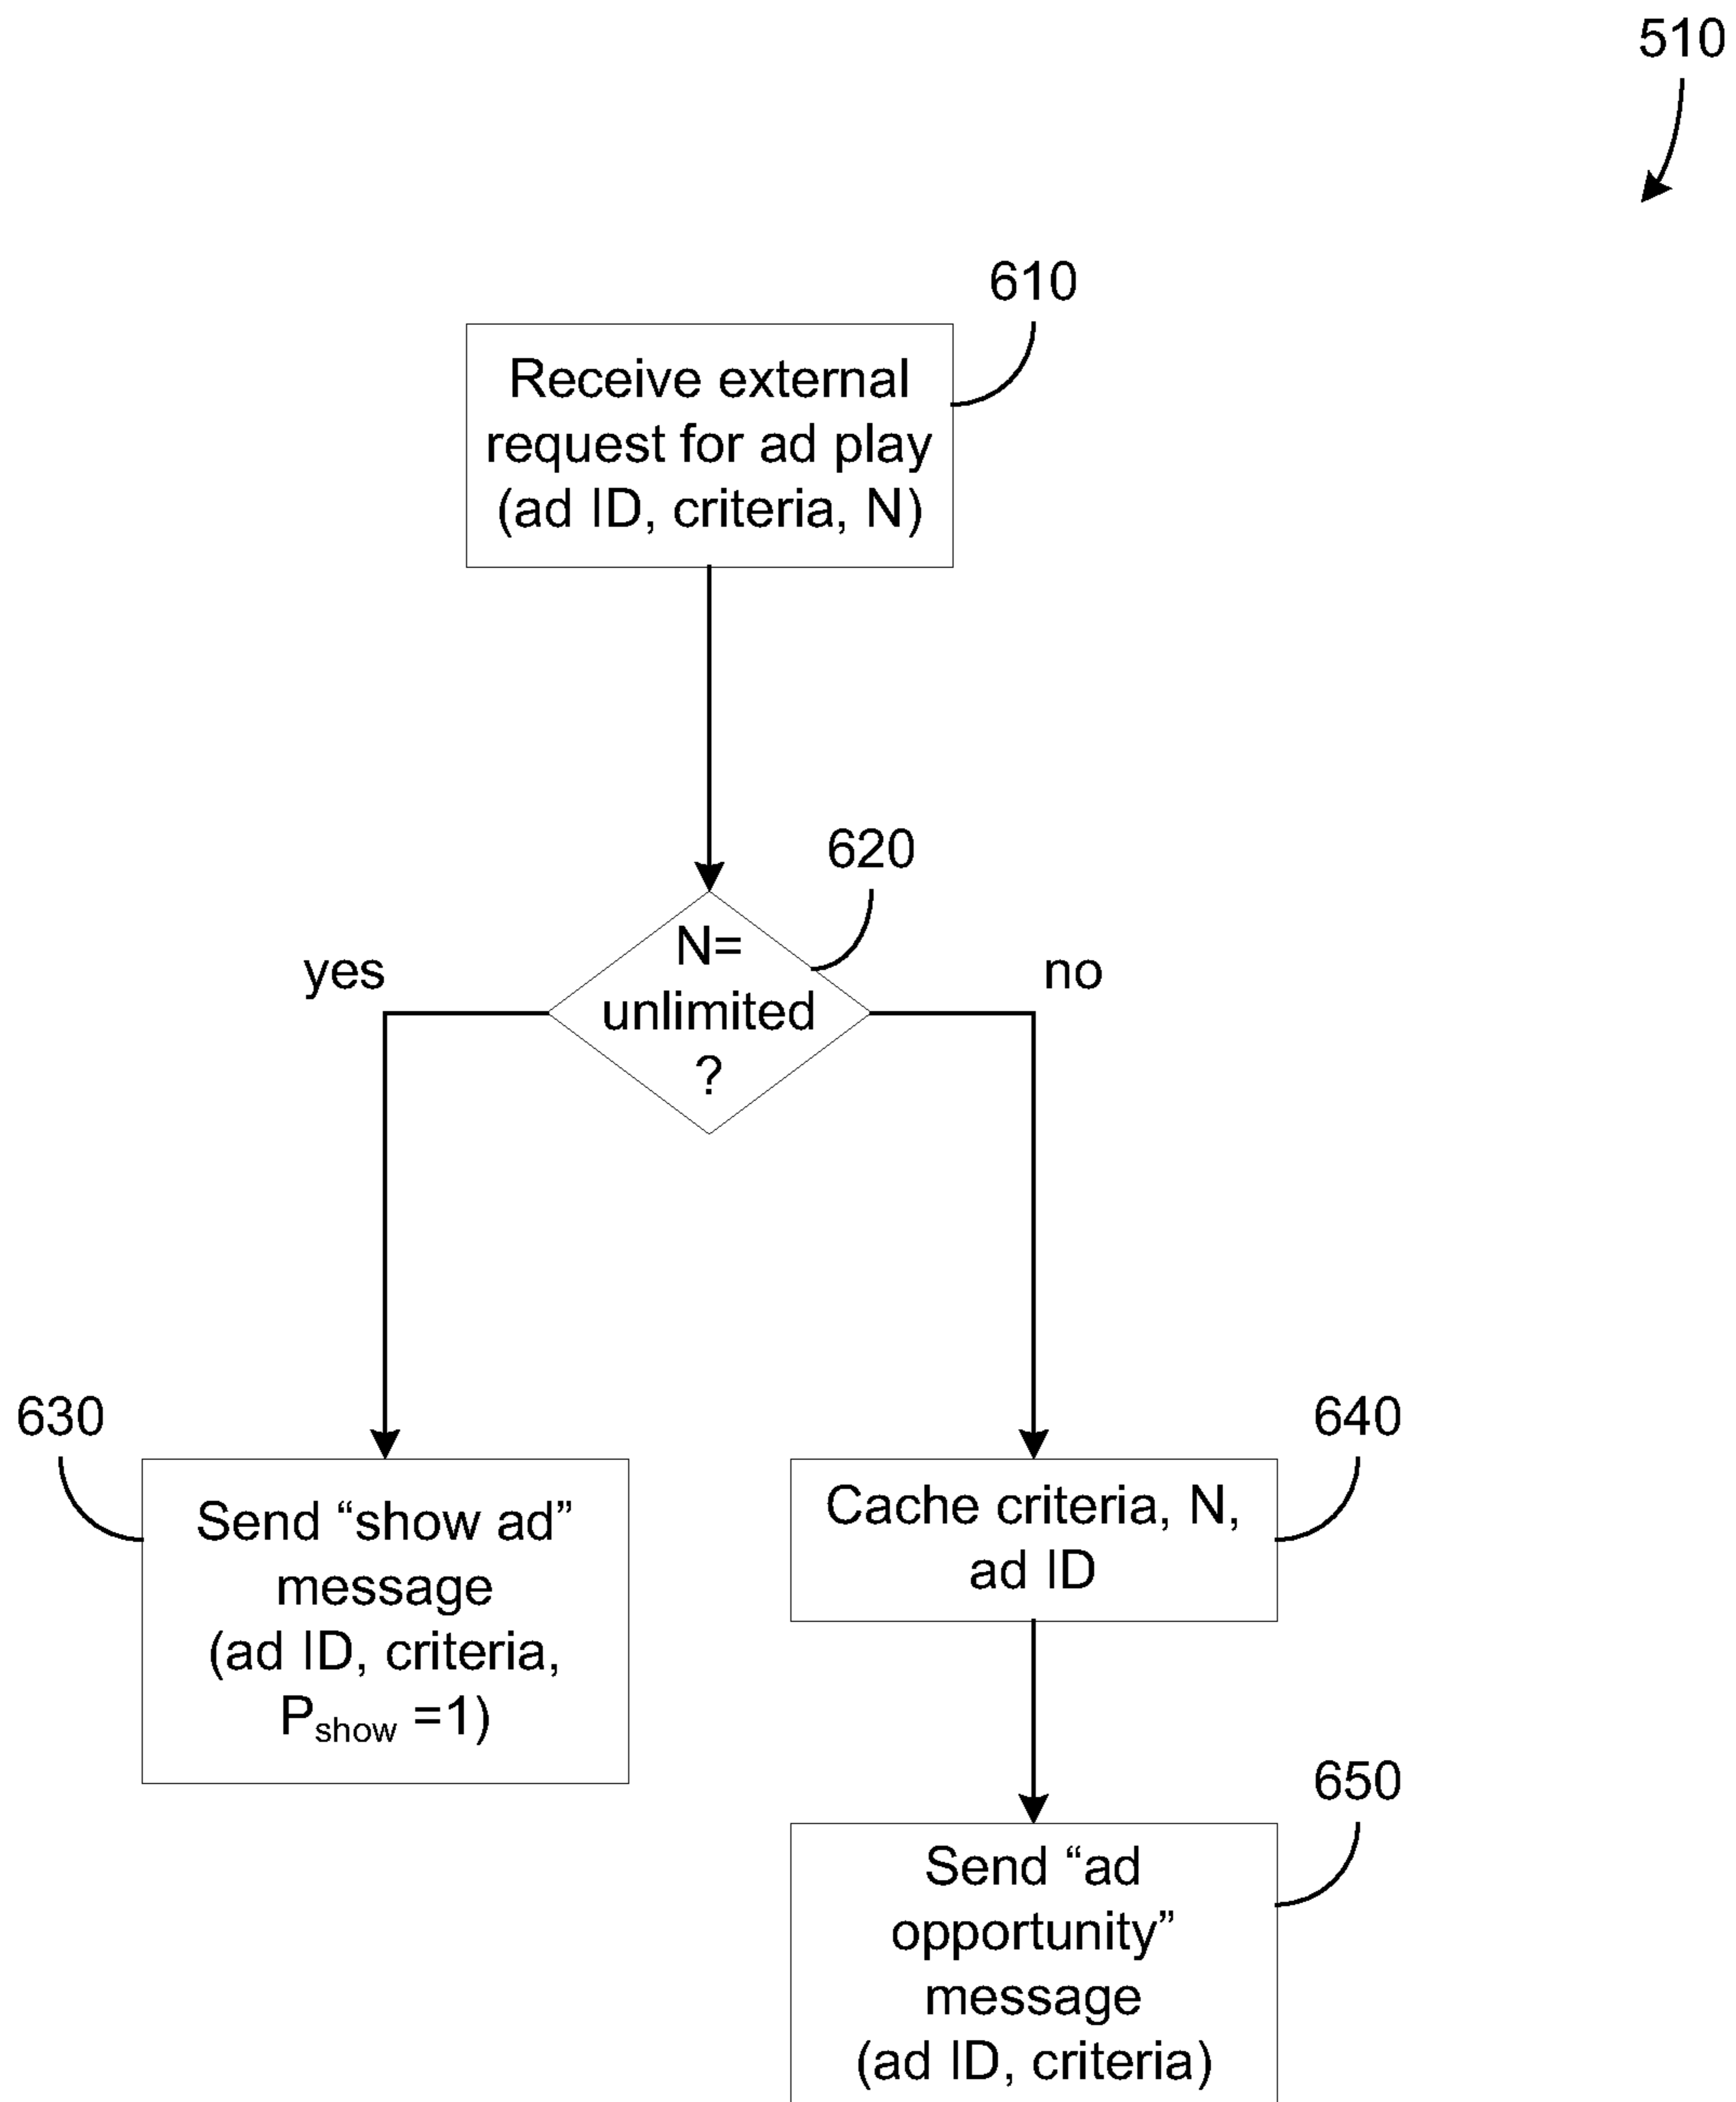 510
610
Receive external
request for ad play
(ad ID, criteria, N)
620
yes
N=
unlimited
?
no
630
Send “show ad”
message
(ad ID, criteria,
Pshow =1)
640
Cache criteria, N,
ad ID
650
Send “ad
opportunity”
message
(ad ID, criteria)